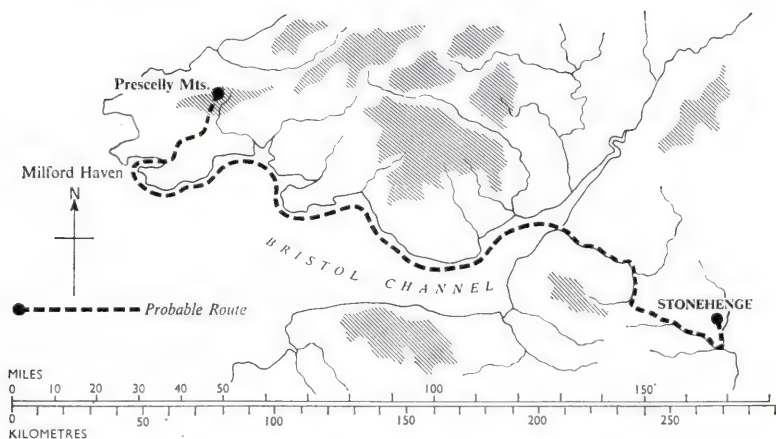 Prescelly Mts.
Milford Haven
N
BRISTOL CHANNEL
Probable Route
STONEHENGE
MILES
0 10 20 30 40 50 100 150
0 50 100 150 200 250
KILOMETRES